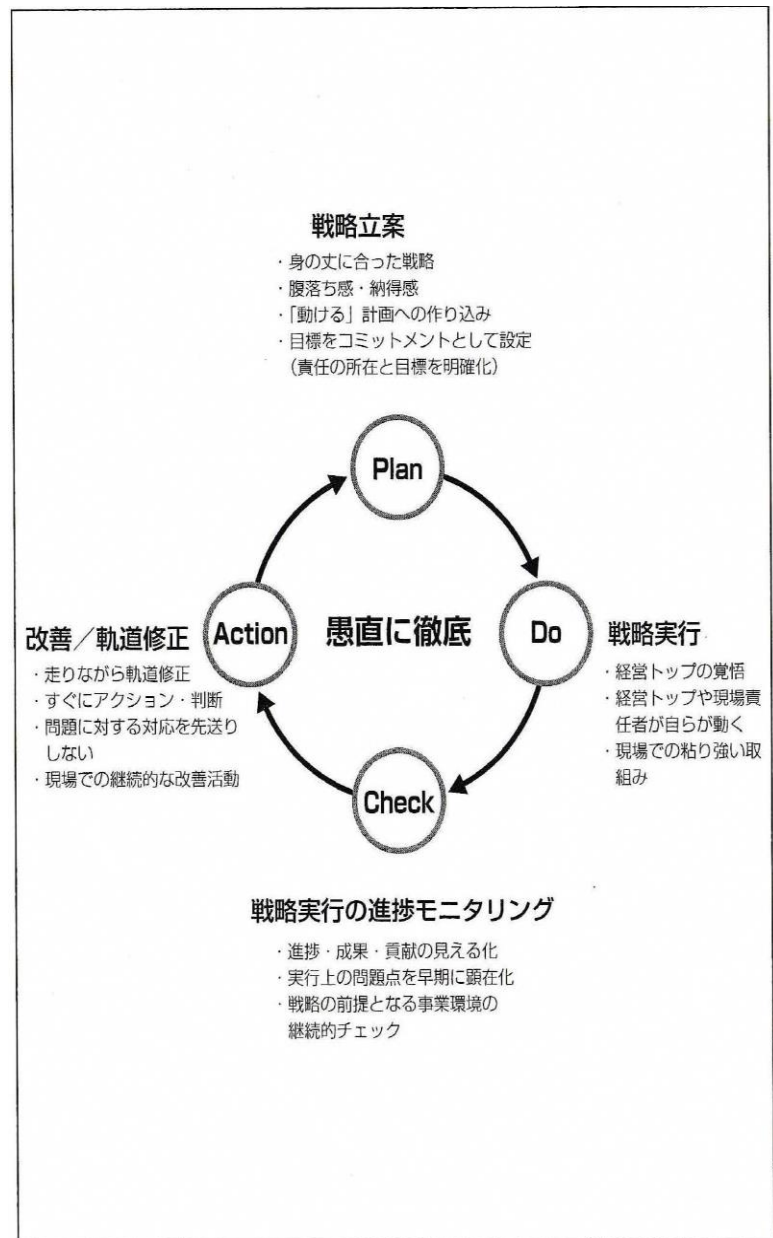 戦略立案
・身の丈に合った戦略
・腹落ち感・納得感
・「動ける」計画への作り込み
・目標をコミットメントとして設定
（責任の所在と目標を明確化）
Plan
改善／軌道修正
・走りながら軌道修正
・すぐにアクション・判断
・問題に対する対応を先送り
しない
・現場での継続的な改善活動
Action
愚直に徹底
Do
戦略実行
・経営トップの覚悟
・経営トップや現場責
任者が自らが動く
・現場での粘り強い取
組み
Check
戦略実行の進捗モニタリング
・進捗・成果・貢献の見える化
・実行上の問題点を早期に顕在化
・戦略の前提となる事業環境の
継続的チェック